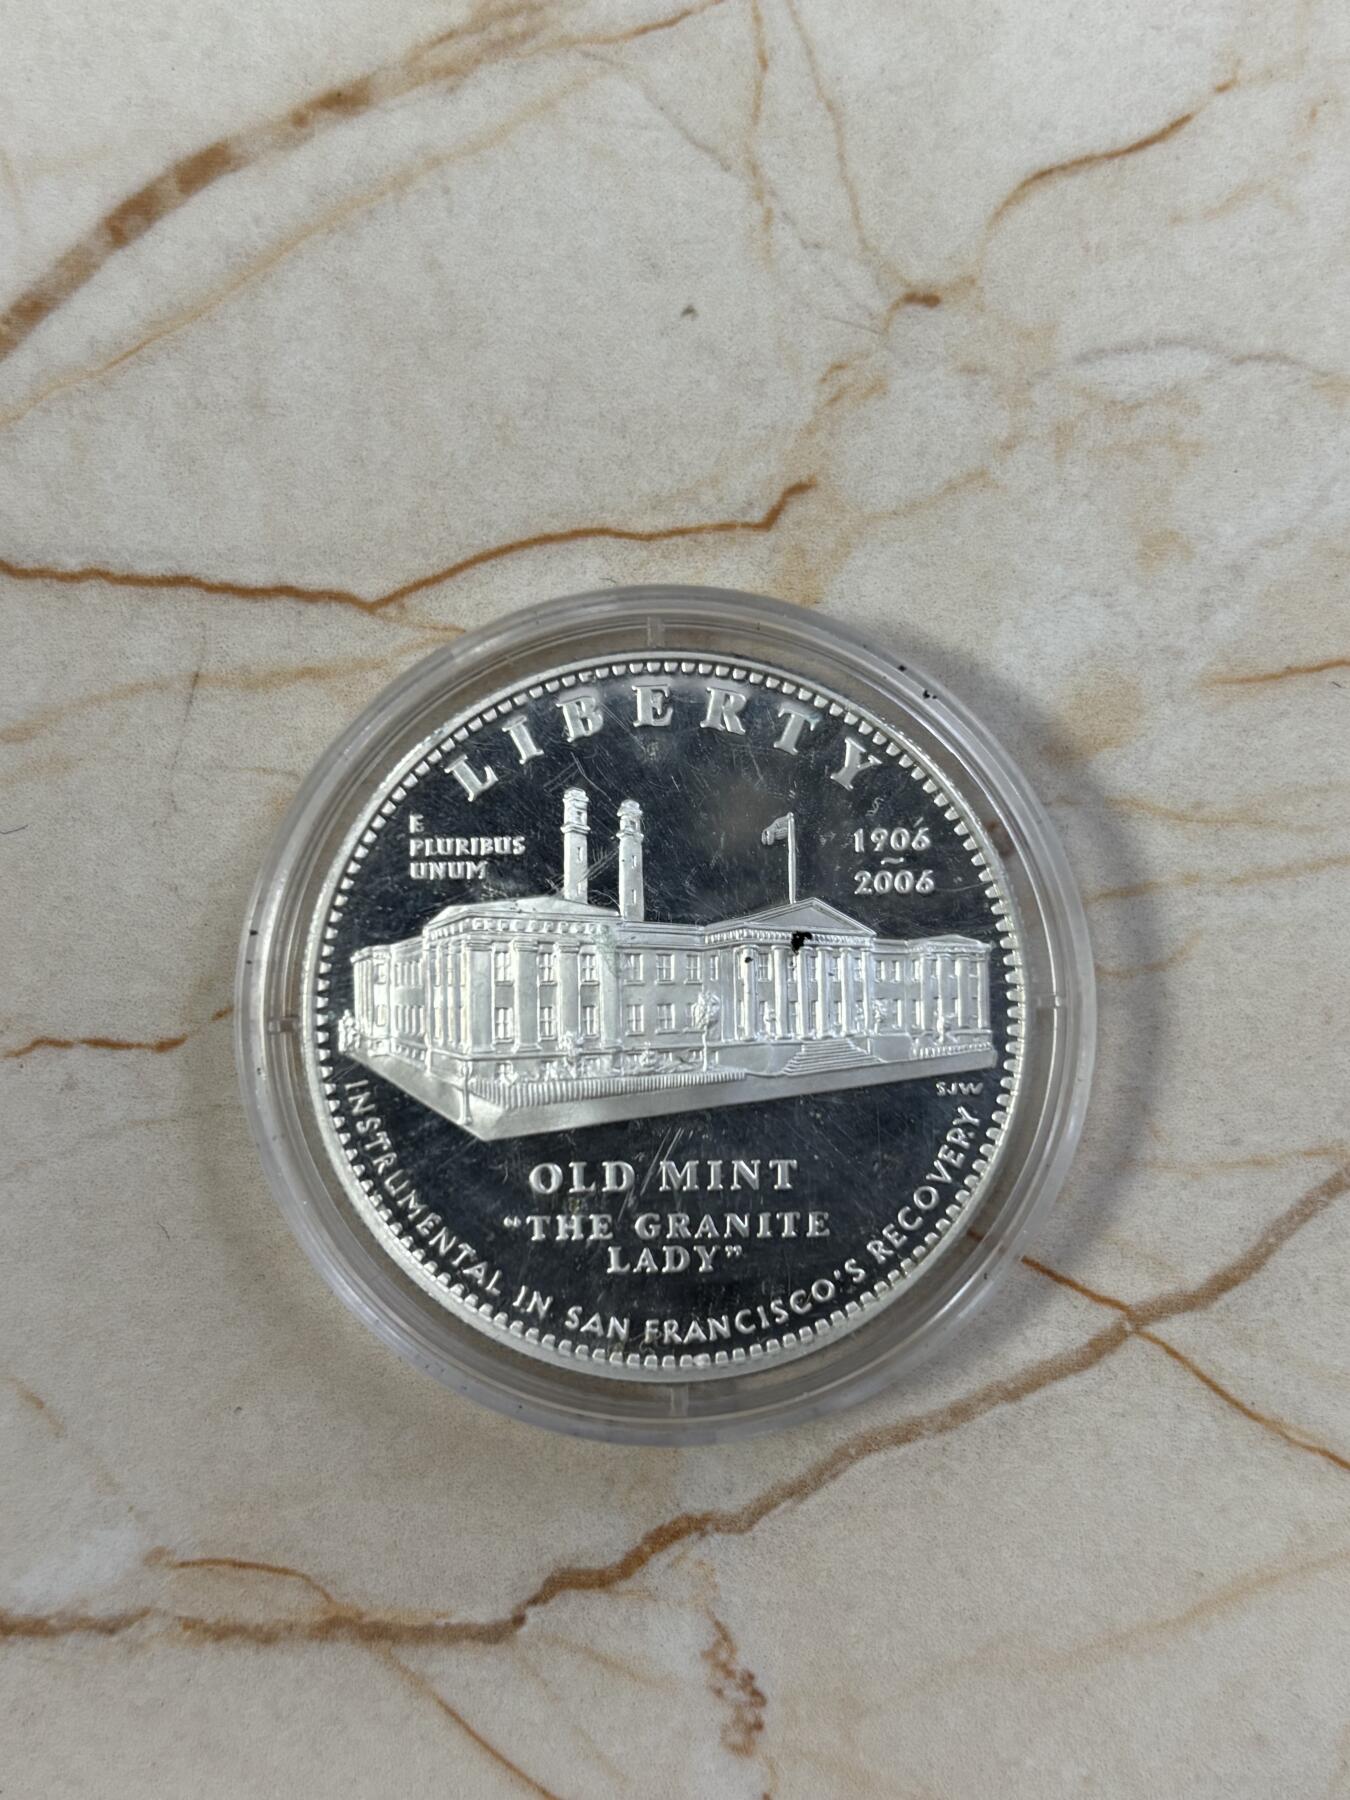 LIBERTY
E
PLURIBUS
UNUM
1906
~
2006
SJW
OLD MINT
“THE GRANITE
LADY”
INSTRUMENTAL IN SAN FRANCISCO'S RECOVERY